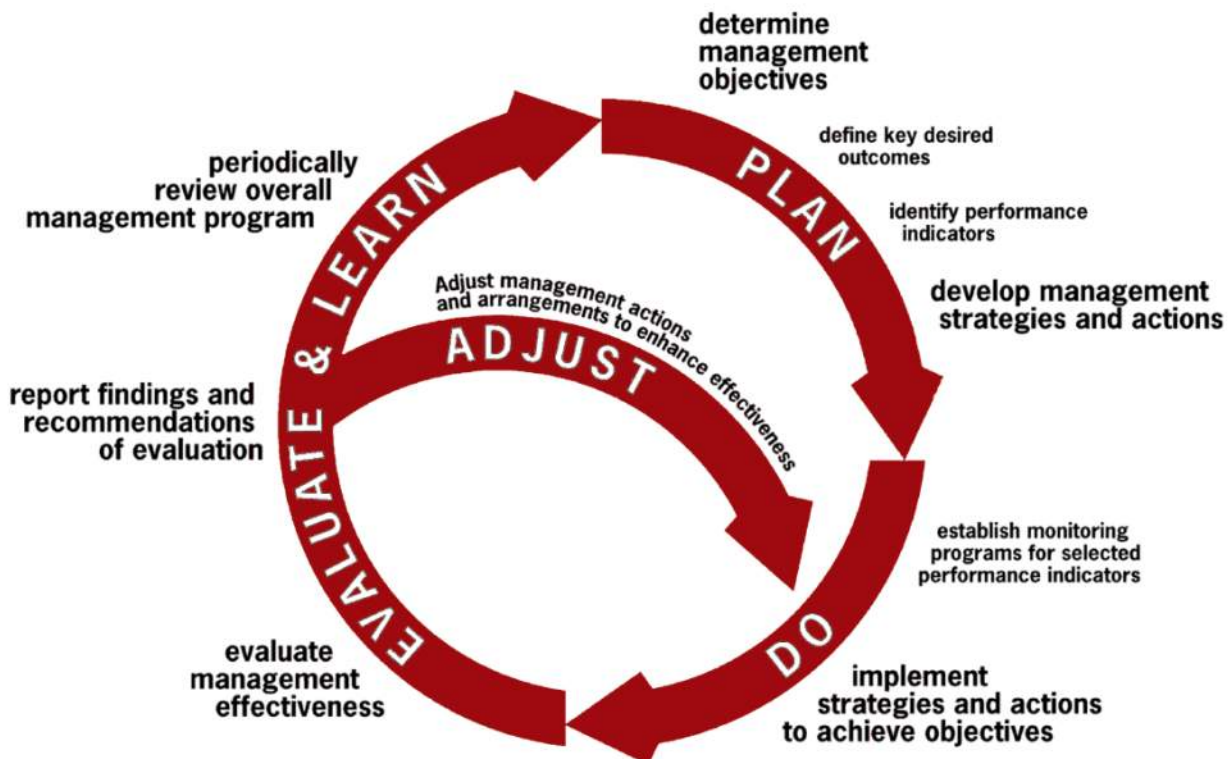 determine
management
objectives
define key desired
outcomes
identify performance
indicators
develop management
strategies and actions
PLAN
establish monitoring
programs for selected
performance indicators
DO
implement
strategies and actions
to achieve objectives
evaluate
management
effectiveness
report findings and
recommendations
of evaluation
EVALUATE & LEARN
periodically
review overall
management program
Adjust management actions
and arrangements to enhance effectiveness
ADJUST